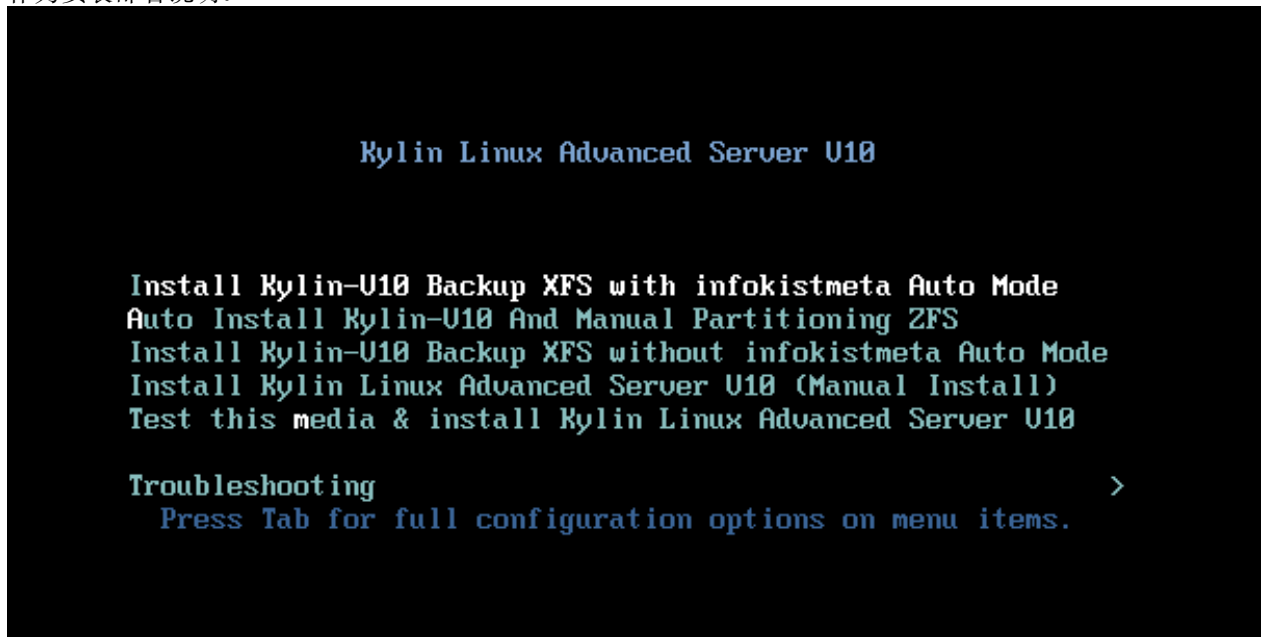 Kylin Linux Advanced Server V10
Install Kylin-V10 Backup XFS with infokistmeta Auto Mode
Auto Install Kylin-V10 And Manual Partitioning ZFS
Install Kylin-V10 Backup XFS without infokistmeta Auto Mode
Install Kylin Linux Advanced Server V10 (Manual Install)
Test this media & install Kylin Linux Advanced Server V10
Troubleshooting >
Press Tab for full configuration options on menu items.